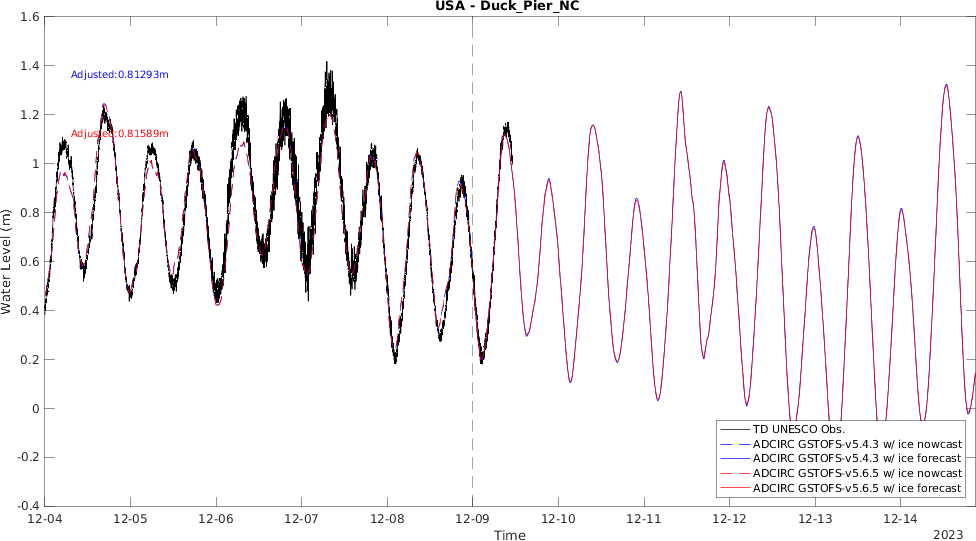 USA - Duck_Pier_NC
1.6
1.4
1.2
1
0.8
0.6
0.4
0.2
0
-0.2
-0.4
Water Level (m)
Adjusted:0.81293m
Adjusted:0.81589m
TD UNESCO Obs.
ADCIRC GSTOFS-v5.4.3 w/ ice nowcast
ADCIRC GSTOFS-v5.4.3 w/ ice forecast
ADCIRC GSTOFS-v5.6.5 w/ ice nowcast
ADCIRC GSTOFS-v5.6.5 w/ ice forecast
12-04 12-05 12-06 12-07 12-08 12-09 12-10 12-11 12-12 12-13 12-14
Time
2023